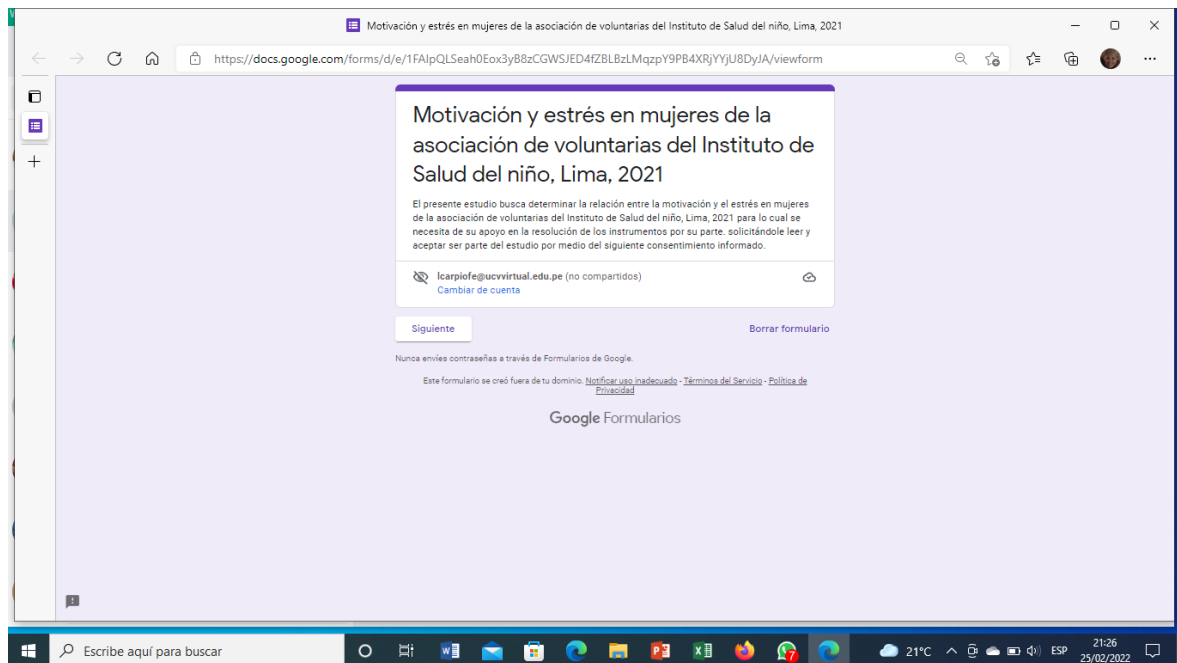 Motivación y estrés en mujeres de la asociación de voluntarias del Instituto de Salud del niño, Lima, 2021
https://docs.google.com/forms/d/e/1FAIpQLSeah0Eox3yB8zCGWSJED4fZBLBzLMqzpY9PB4XRjYYjU8DyJA/viewform
Motivación y estrés en mujeres de la
asociación de voluntarias del Instituto de
Salud del niño, Lima, 2021
El presente estudio busca determinar la relación entre la motivación y el estrés en mujeres
de la asociación de voluntarias del Instituto de Salud del niño, Lima, 2021 para lo cual se
necesita de su apoyo en la resolución de los instrumentos por su parte. solicitándole leer y
aceptar ser parte del estudio por medio del siguiente consentimiento informado.
lcarpiofe@ucvvirtual.edu.pe (no compartidos)
Cambiar de cuenta
Siguiente
Borrar formulario
Nunca envíes contraseñas a través de Formularios de Google.
Este formulario se creó fuera de tu dominio. Notificar uso inadecuado - Términos del Servicio - Política de
Privacidad
Google Formularios
Escribe aquí para buscar
7
21°C
ESP
21:26
25/02/2022